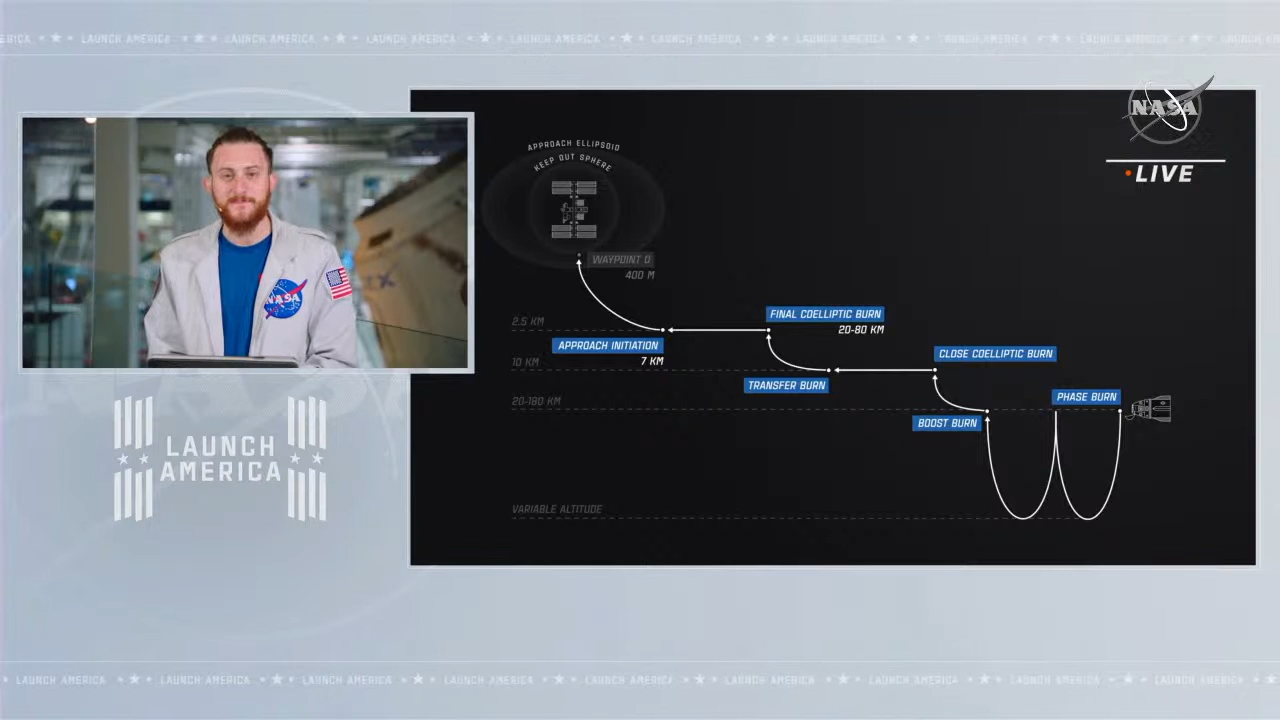 LAUNCH AMERICA LAUNCH AMERICA LAUNCH AMERICA LAUNCH AMERICA LAUNCH AMERICA LAUNCH AMERICA LAUNCH AMERICA
NASA
LIVE
APPROACH ELLIPSOID
KEEP OUT SPHERE
WAYPOINT 0
400 M
2.5 KM
FINAL COELLIPTIC BURN
20-80 KM
APPROACH INITIATION
7 KM
10 KM
CLOSE COELLIPTIC BURN
TRANSFER BURN
20-180 KM
PHASE BURN
BOOST BURN
VARIABLE ALTITUDE
NASA
LAUNCH
AMERICA
LAUNCH AMERICA LAUNCH AMERICA LAUNCH AMERICA LAUNCH AMERICA LAUNCH AMERICA LAUNCH AMERICA LAUNCH AMERICA LAUNCH AMERICA